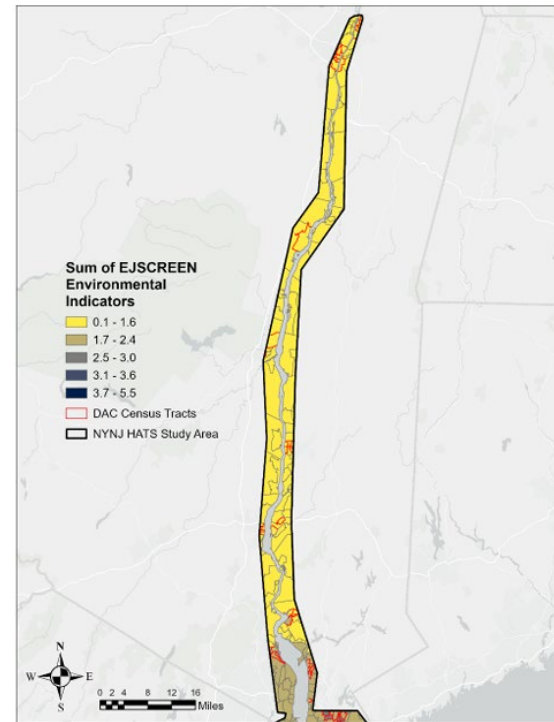 Sum of EJSCREEN
Environmental
Indicators
0.1 - 1.6
1.7 - 2.4
2.5 - 3.0
3.1 - 3.6
3.7 - 5.5
DAC Census Tracts
NYNJ HATS Study Area
N
W E
S
0 2 4 8 12 16
Miles